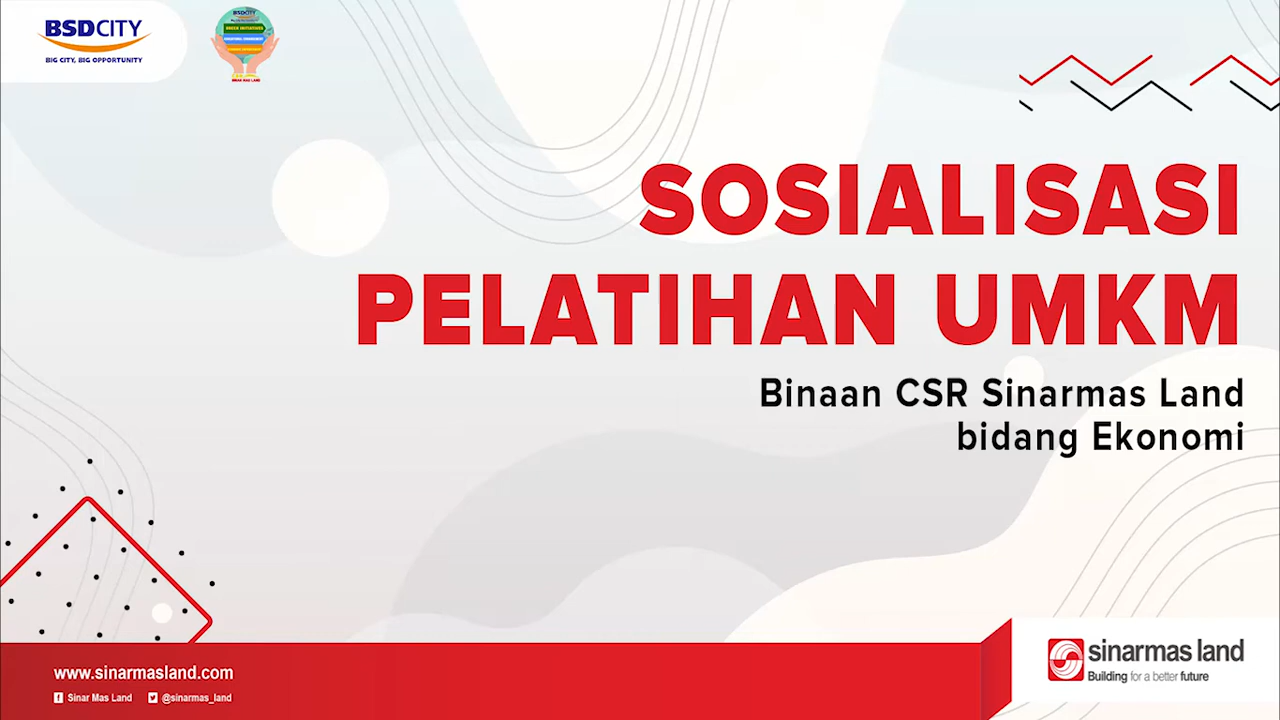 BSDCITY
BIG CITY, BIG OPPORTUNITY
SOSIALISASI
PELATIHAN UMKM
Binaan CSR Sinarmas Land
bidang Ekonomi
www.sinarmasland.com
Sinar Mas Land @sinarmas_land
sinarmas land
Building for a better future